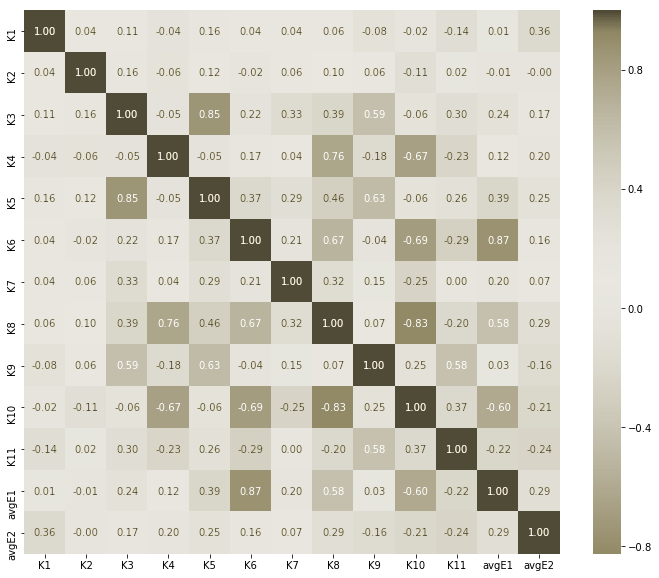 K1 1.00 0.04 0.11 -0.04 0.16 0.04 0.04 0.06 -0.08 -0.02 -0.14 0.01 0.36
K2 0.04 1.00 0.16 -0.06 0.12 -0.02 0.06 0.10 0.06 -0.11 0.02 -0.01 -0.00
K3 0.11 0.16 1.00 -0.05 0.85 0.22 0.33 0.39 0.59 -0.06 0.30 0.24 0.17
K4 -0.04 -0.06 -0.05 1.00 -0.05 0.17 0.04 0.76 -0.18 -0.67 -0.23 0.12 0.20
K5 0.16 0.12 0.85 -0.05 1.00 0.37 0.29 0.46 0.63 -0.06 0.26 0.39 0.25
K6 0.04 -0.02 0.22 0.17 0.37 1.00 0.21 0.67 -0.04 -0.69 -0.29 0.87 0.16
K7 0.04 0.06 0.33 0.04 0.29 0.21 1.00 0.32 0.15 -0.25 0.00 0.20 0.07
K8 0.06 0.10 0.39 0.76 0.46 0.67 0.32 1.00 0.07 -0.83 -0.20 0.58 0.29
K9 -0.08 0.06 0.59 -0.18 0.63 -0.04 0.15 0.07 1.00 0.25 0.58 0.03 -0.16
K10 -0.02 -0.11 -0.06 -0.67 -0.06 -0.69 -0.25 -0.83 0.25 1.00 0.37 -0.60 -0.21
K11 -0.14 0.02 0.30 -0.23 0.26 -0.29 0.00 -0.20 0.58 0.37 1.00 -0.22 -0.24
avgE1 0.01 -0.01 0.24 0.12 0.39 0.87 0.20 0.58 0.03 -0.60 -0.22 1.00 0.29
avgE2 0.36 -0.00 0.17 0.20 0.25 0.16 0.07 0.29 -0.16 -0.21 -0.24 0.29 1.00
K1 K2 K3 K4 K5 K6 K7 K8 K9 K10 K11 avgE1 avgE2
0.8
0.4
0.0
−0.4
−0.8